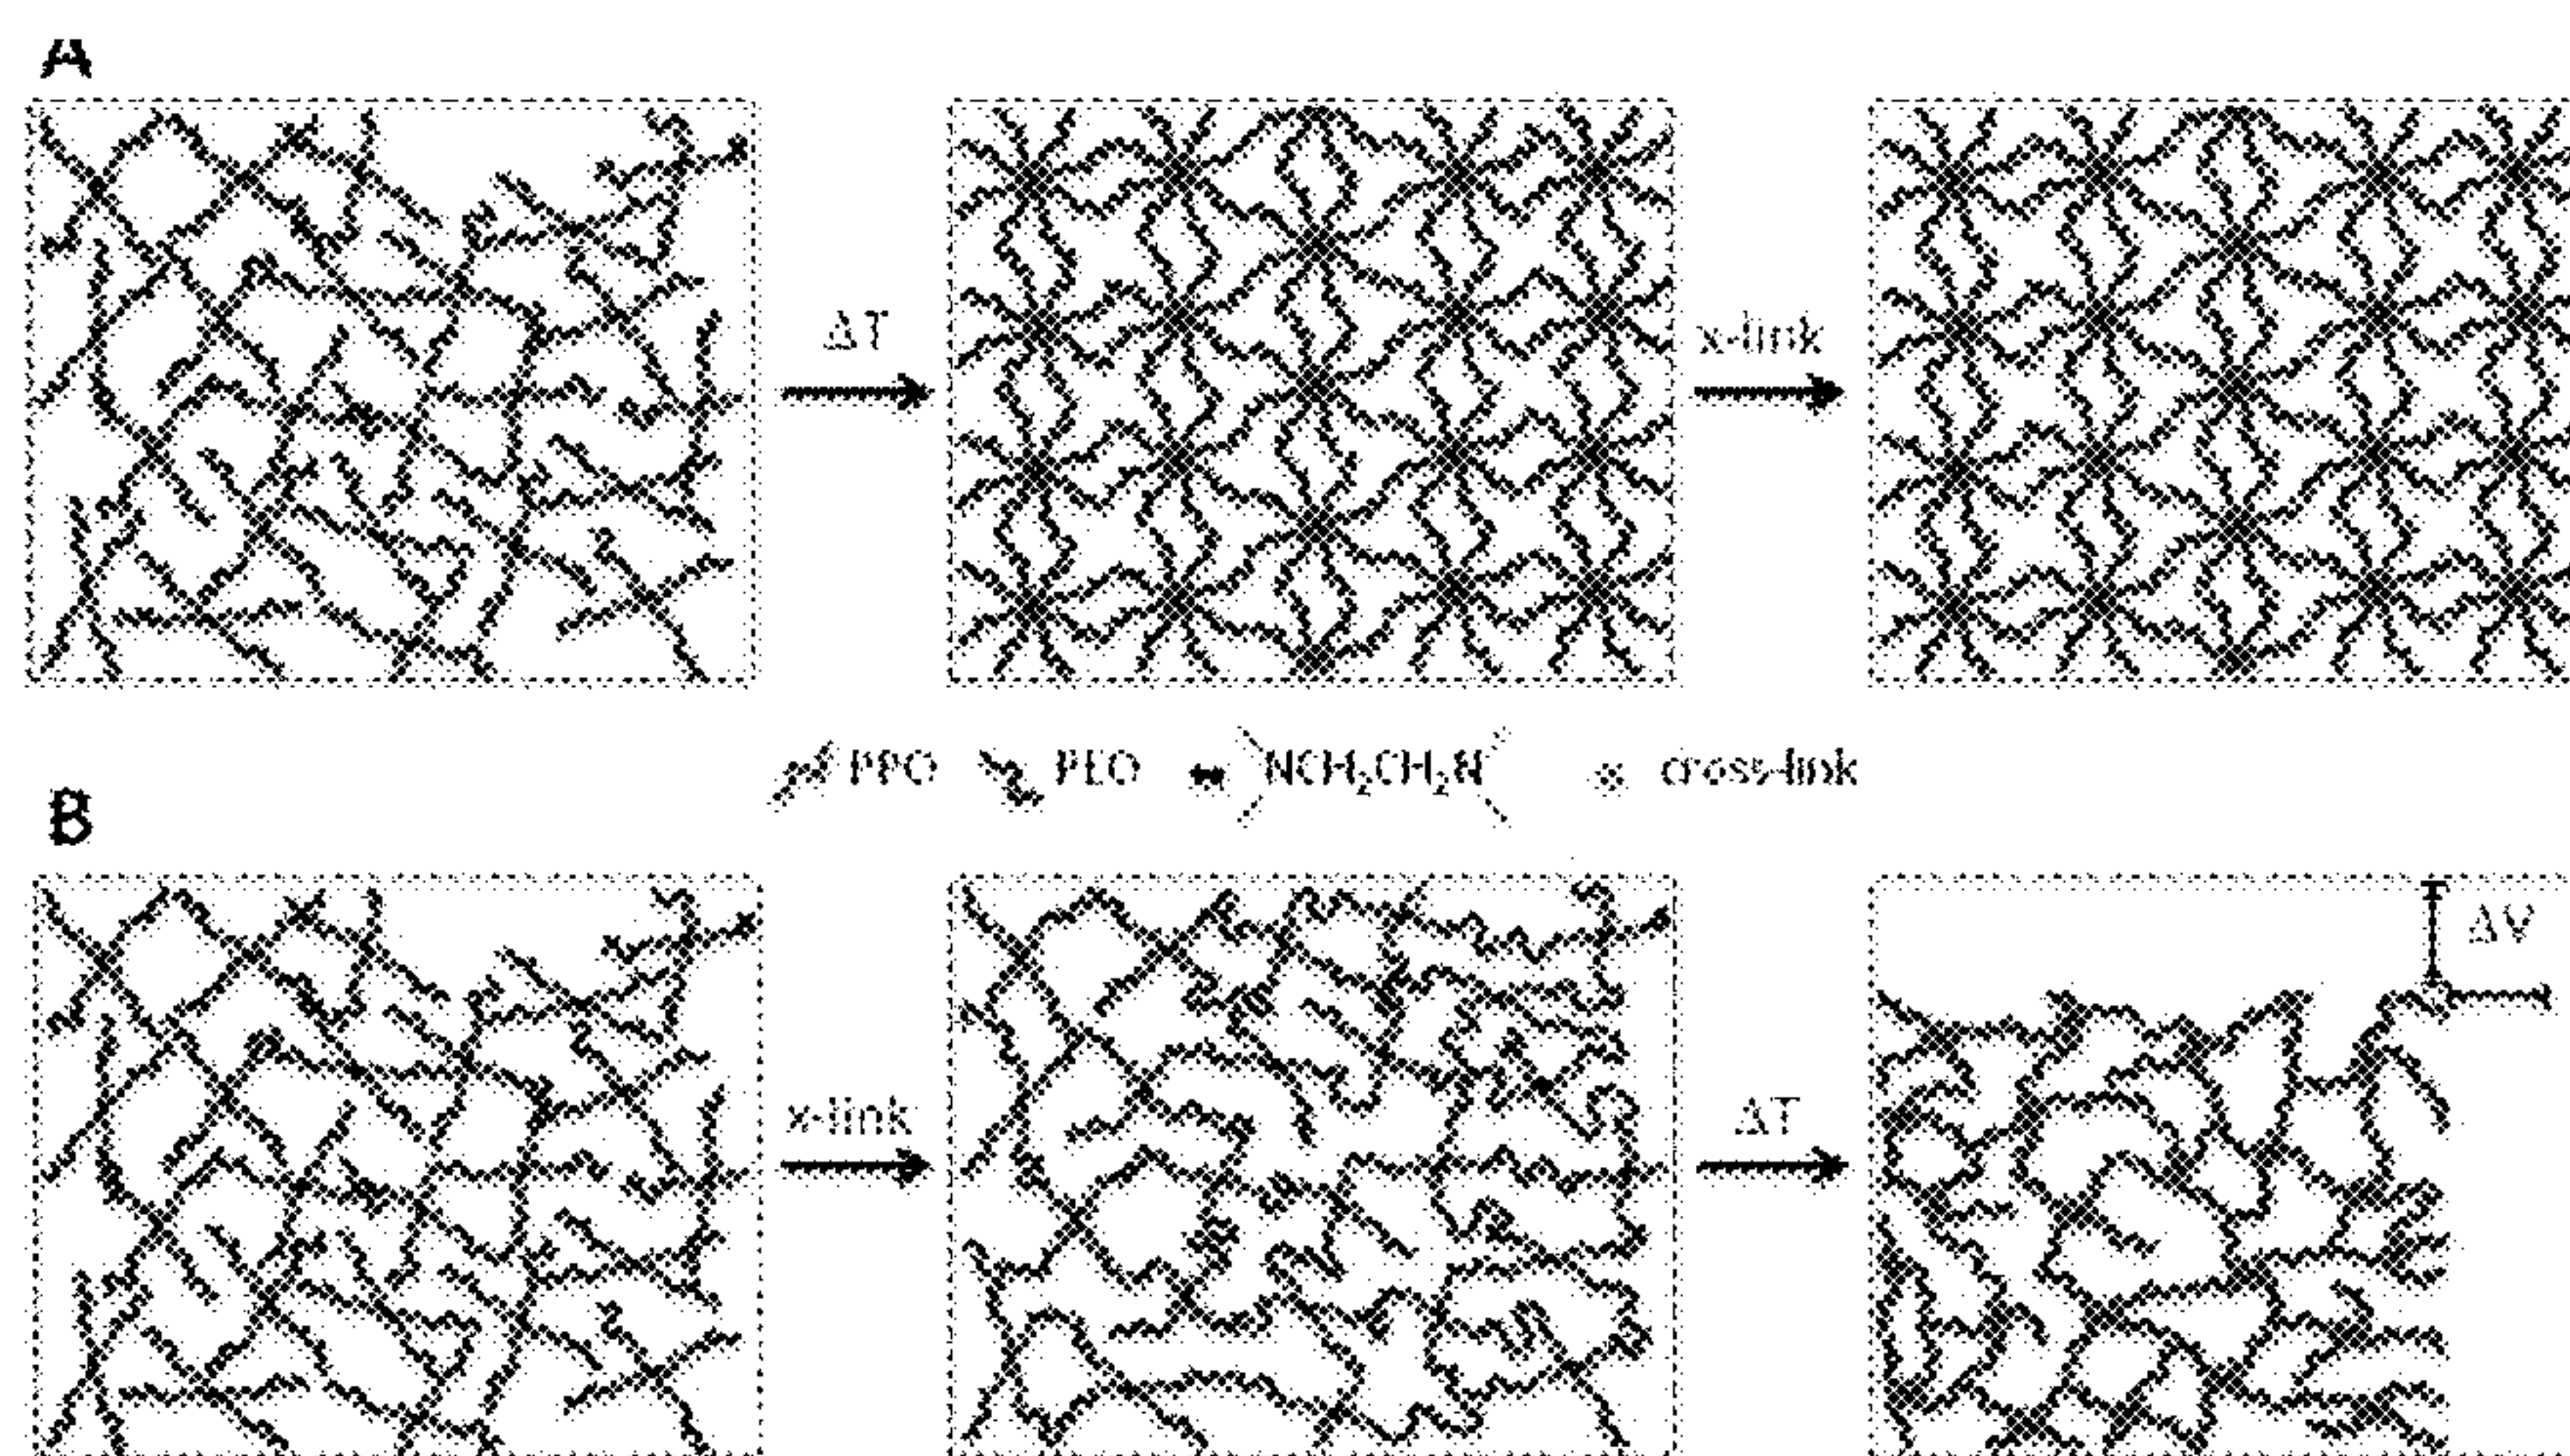 A
ΔT
x-link
PPO PEO NCH₂CH₂N cross-link
B
ΔV
x-link
ΔT